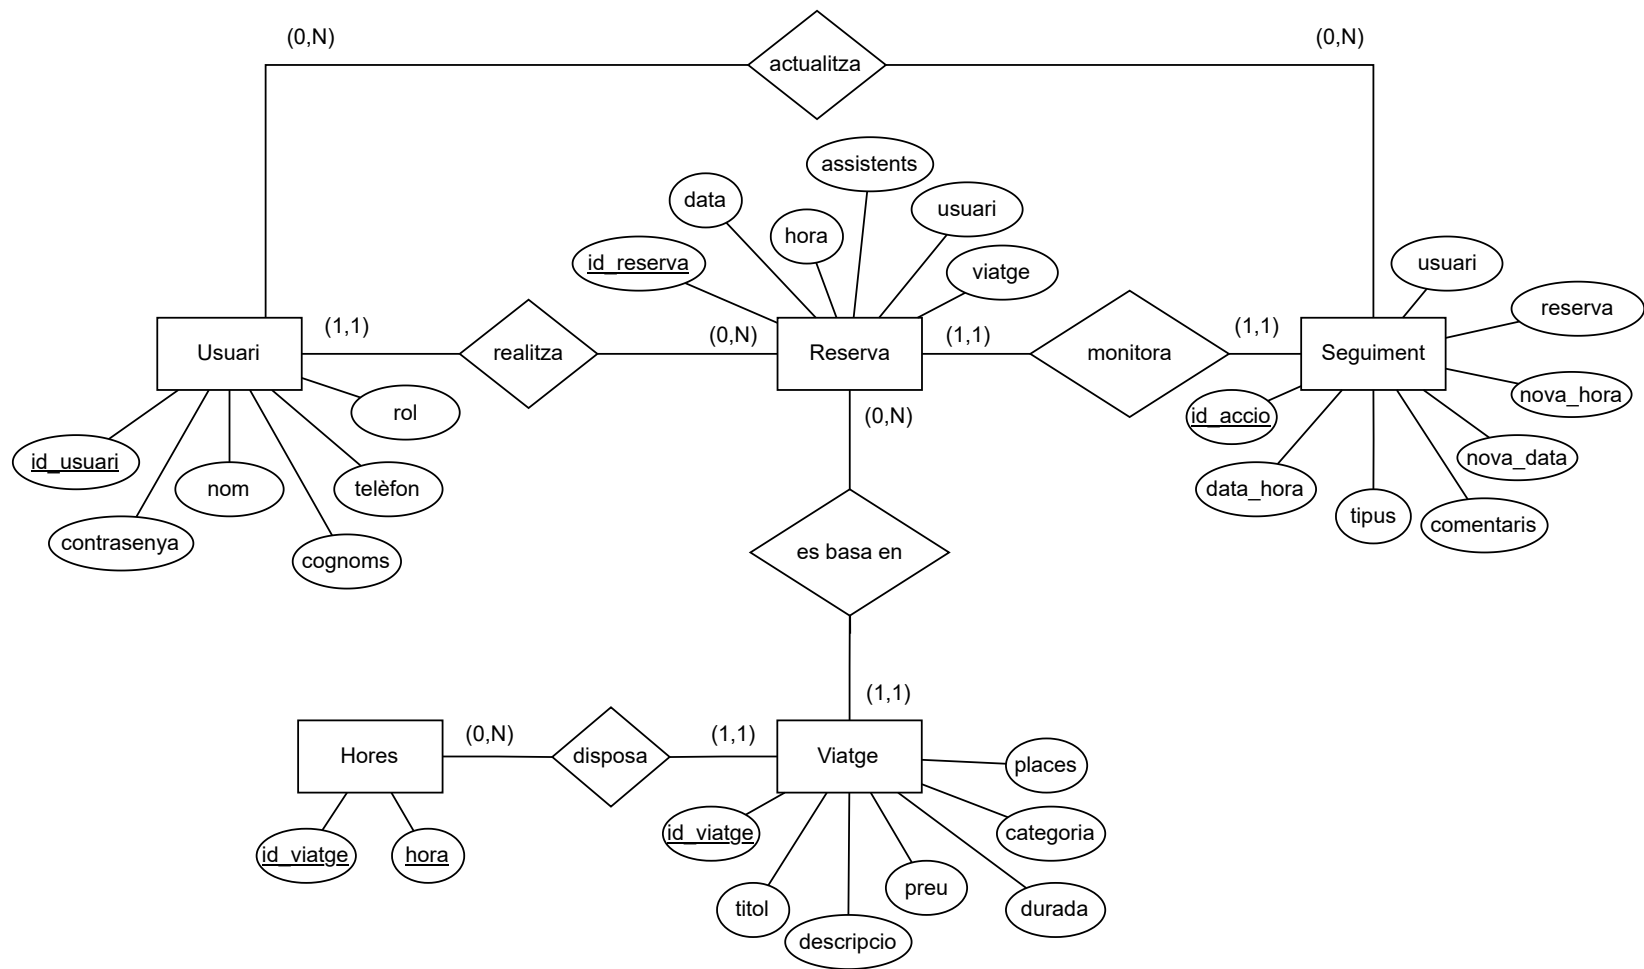 (0,N)
actualitza
(0,N)
assistents
data
usuari
hora
id_reserva
viatge
usuari
reserva
(1,1)
realitza
(0,N)
Reserva
(1,1)
monitora
(1,1)
Usuari
Seguiment
rol
nova_hora
id_accio
(0,N)
id_usuari
nom
telèfon
nova_data
data_hora
tipus
comentaris
contrasenya
cognoms
es basa en
(1,1)
Hores
(0,N)
disposa
(1,1)
Viatge
places
id_viatge
hora
id_viatge
categoria
preu
titol
durada
descripcio